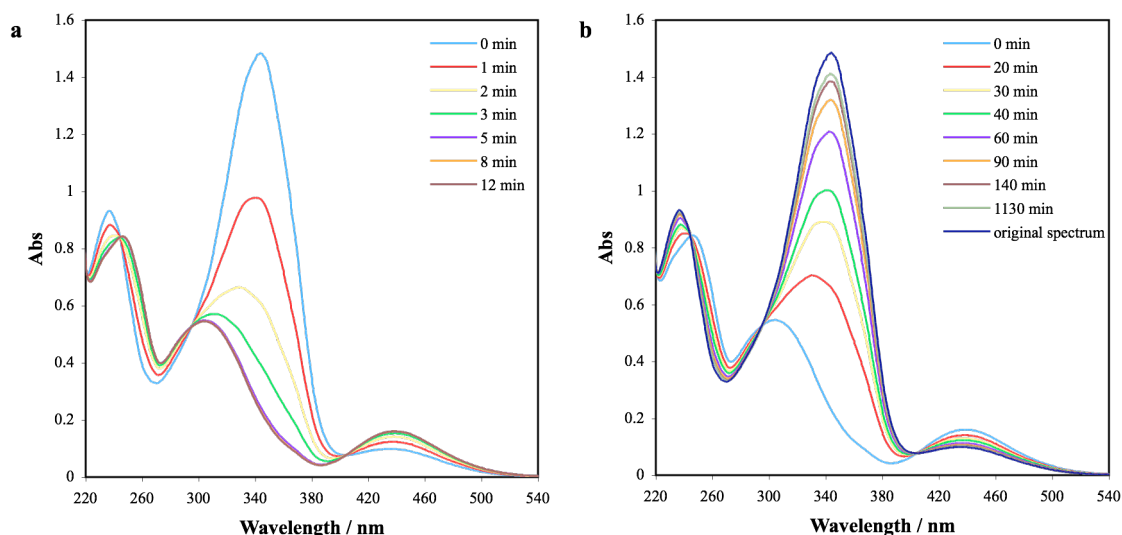 a
1.6
1.4
1.2
1
0.8
0.6
0.4
0.2
0
Abs
220 260 300 340 380 420 460 500 540
Wavelength / nm
0 min
1 min
2 min
3 min
5 min
8 min
12 min
b
1.6
1.4
1.2
1
0.8
0.6
0.4
0.2
0
Abs
220 260 300 340 380 420 460 500 540
Wavelength / nm
0 min
20 min
30 min
40 min
60 min
90 min
140 min
1130 min
original spectrum